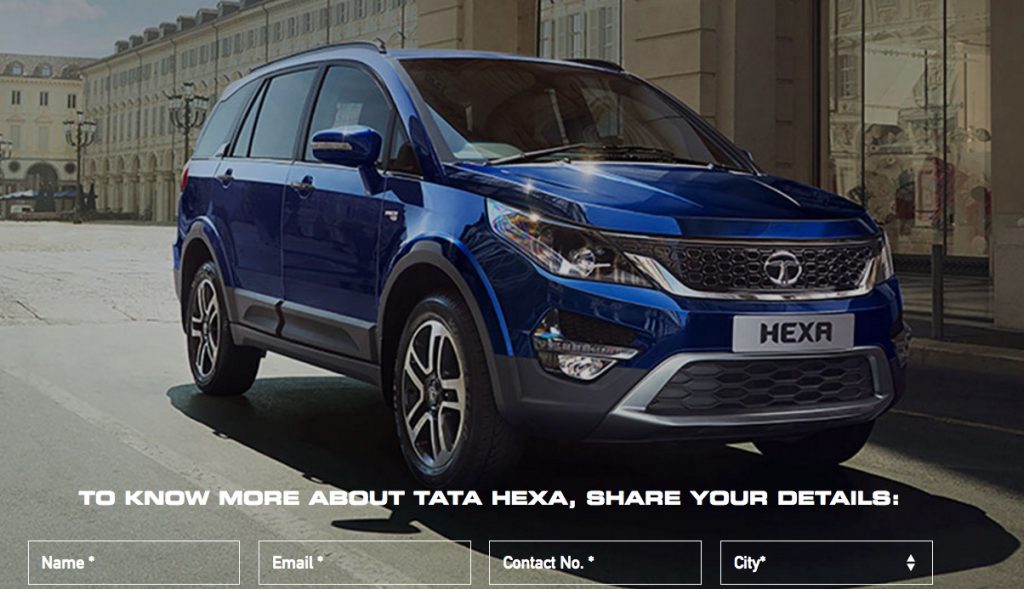 HEXA
TO KNOW MORE ABOUT TATA HEXA, SHARE YOUR DETAILS:
Name *
Email *
Contact No. *
City*